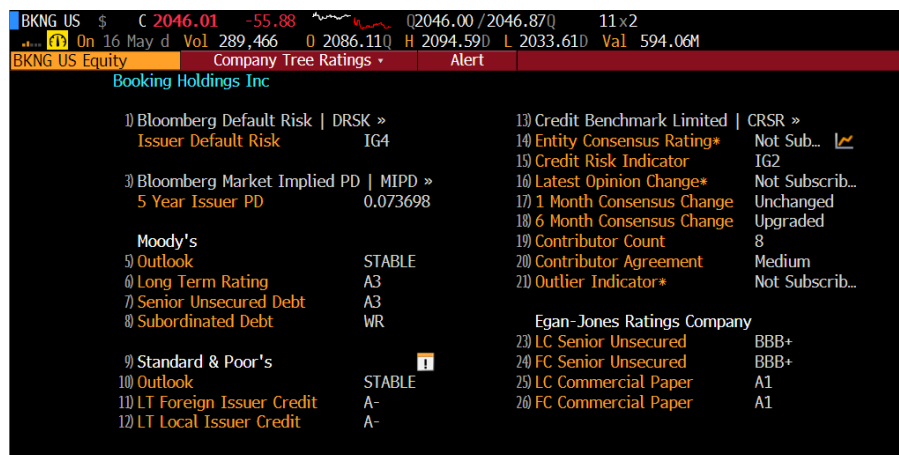 BKNG US $ C 2046.01 -55.88 Q2046.00/2046.87Q 11×2
On 16 May d Vol 289,466 O 2086.11Q H 2094.59D L 2033.61D Val 594.06M
BKNG US Equity Company Tree Ratings Alert
Booking Holdings Inc
1) Bloomberg Default Risk | DRSK »
Issuer Default Risk IG4
3) Bloomberg Market Implied PD | MIPD »
5 Year Issuer PD 0.073698
Moody's
5) Outlook STABLE
6) Long Term Rating A3
7) Senior Unsecured Debt A3
8) Subordinated Debt WR
9) Standard & Poor's
10) Outlook STABLE
11) LT Foreign Issuer Credit A-
12) LT Local Issuer Credit A-
13) Credit Benchmark Limited | CRSR »
14) Entity Consensus Rating* Not Sub...
15) Credit Risk Indicator IG2
16) Latest Opinion Change* Not Subscrib...
17) 1 Month Consensus Change Unchanged
18) 6 Month Consensus Change Upgraded
19) Contributor Count 8
20) Contributor Agreement Medium
21) Outlier Indicator* Not Subscrib...
Egan-Jones Ratings Company
23) LC Senior Unsecured BBB+
24) FC Senior Unsecured BBB+
25) LC Commercial Paper A1
26) FC Commercial Paper A1